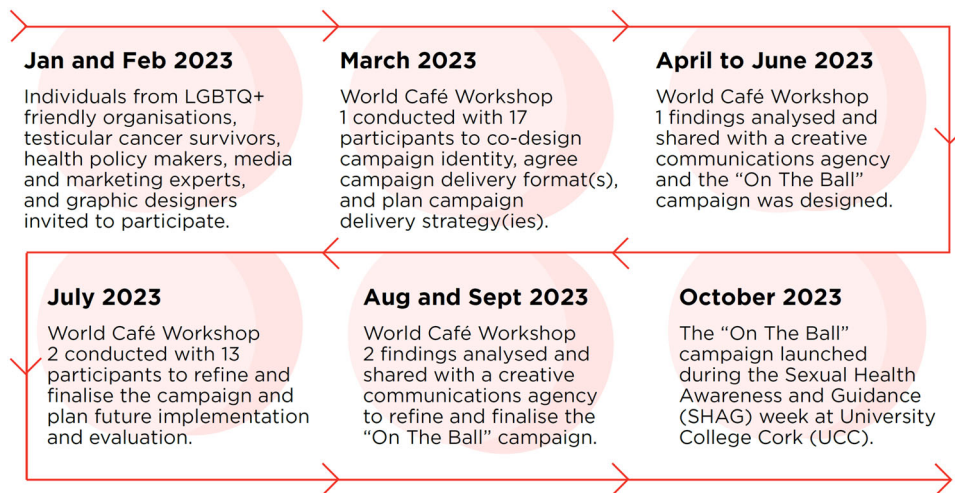 Jan and Feb 2023
Individuals from LGBTQ+
friendly organisations,
testicular cancer survivors,
health policy makers, media
and marketing experts,
and graphic designers
invited to participate.
March 2023
World Café Workshop
1 conducted with 17
participants to co-design
campaign identity, agree
campaign delivery format(s),
and plan campaign
delivery strategy(ies).
April to June 2023
World Café Workshop
1 findings analysed and
shared with a creative
communications agency
and the “On The Ball”
campaign was designed.
July 2023
World Café Workshop
2 conducted with 13
participants to refine and
finalise the campaign and
plan future implementation
and evaluation.
Aug and Sept 2023
World Café Workshop
2 findings analysed and
shared with a creative
communications agency
to refine and finalise the
“On The Ball” campaign.
October 2023
The “On The Ball”
campaign launched
during the Sexual Health
Awareness and Guidance
(SHAG) week at University
College Cork (UCC).